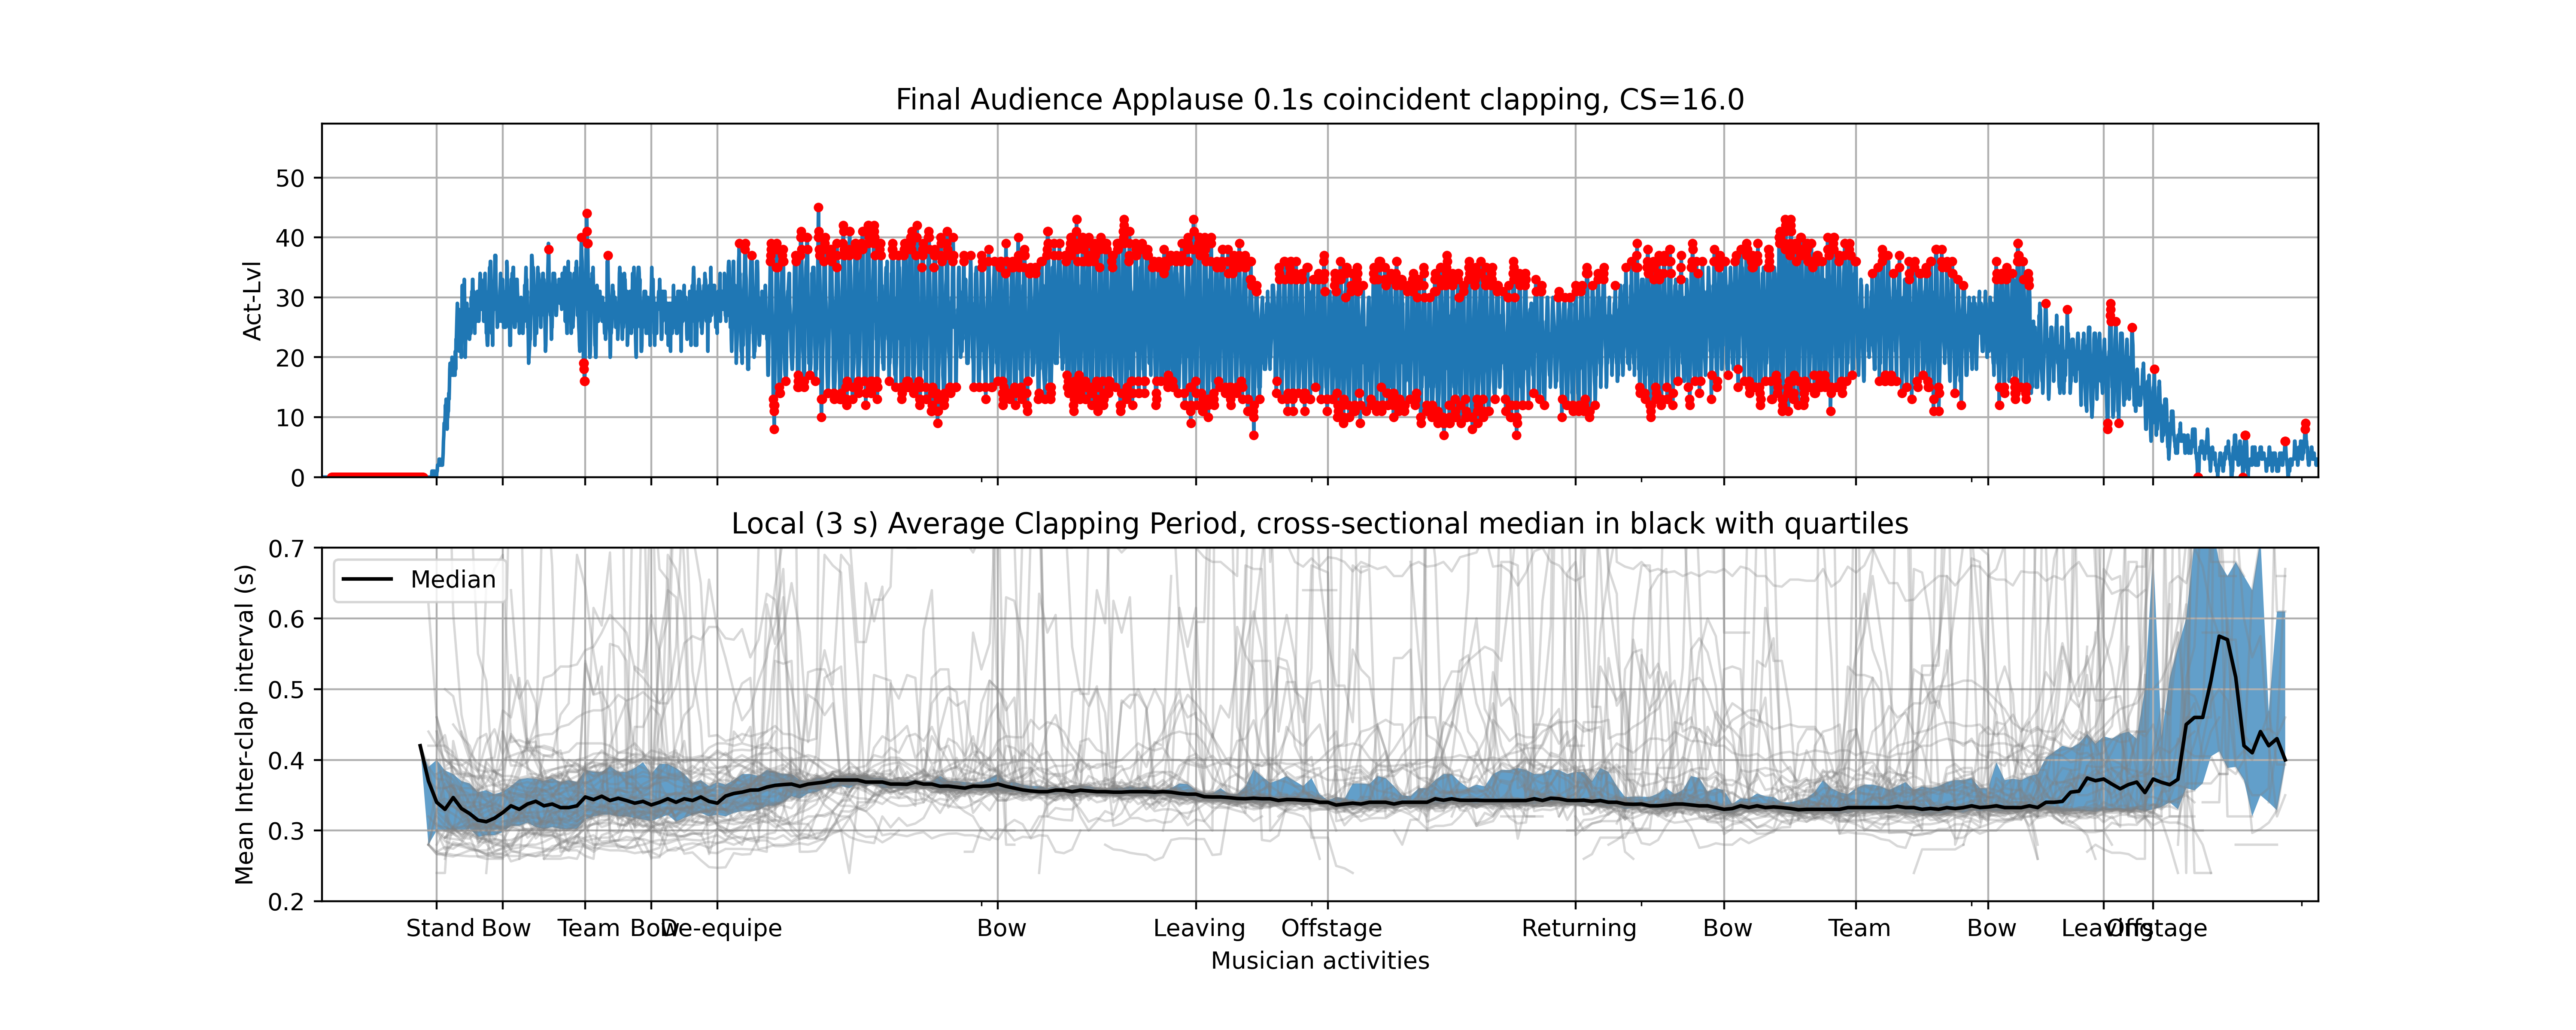 Final Audience Applause 0.1s coincident clapping, CS=16.0
Act-Lvl
50
40
30
20
10
0
Local (3 s) Average Clapping Period, cross-sectional median in black with quartiles
Mean Inter-clap interval (s)
0.7
0.6
0.5
0.4
0.3
0.2
Median
Stand Bow Team Bow De-equipe Bow Leaving Offstage Returning Bow Team Bow Leaving Offstage
Musician activities